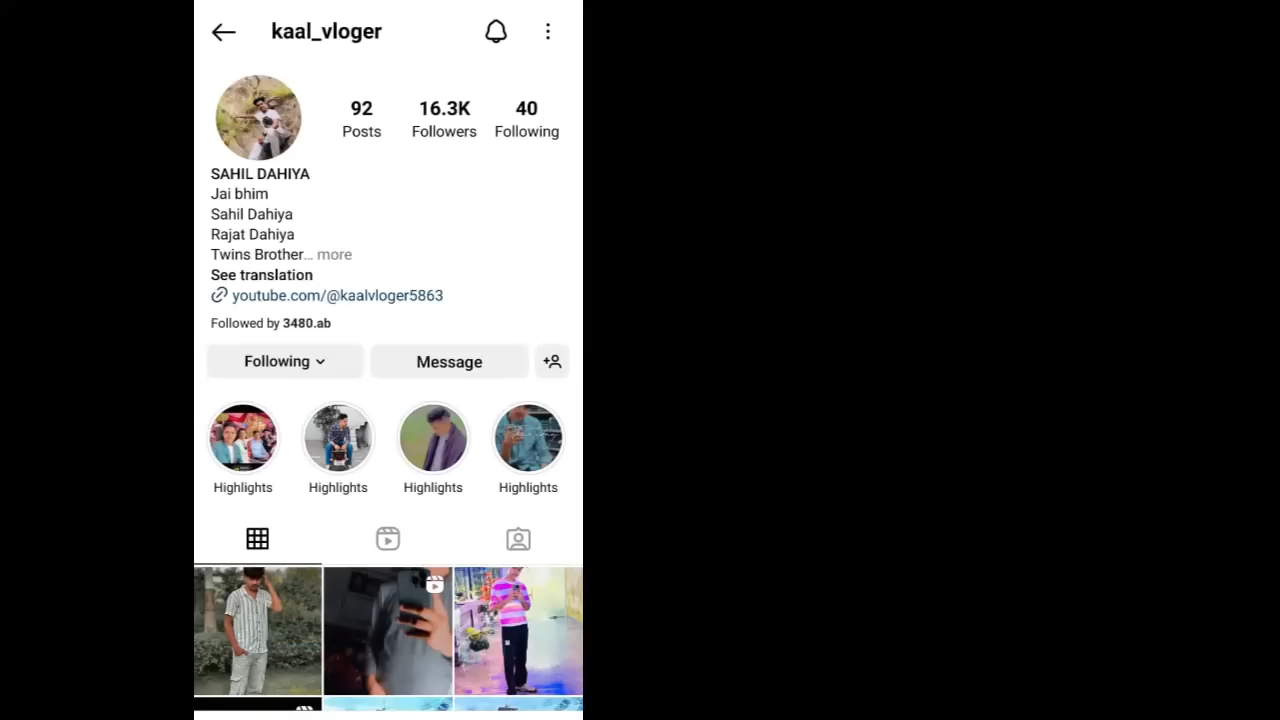 kaal_vloger
92 16.3K 40
Posts Followers Following
SAHIL DAHIYA
Jai bhim
Sahil Dahiya
Rajat Dahiya
Twins Brother... more
See translation
youtube.com/@kaalvloger5863
Followed by 3480.ab
Following Message
Highlights Highlights Highlights Highlights